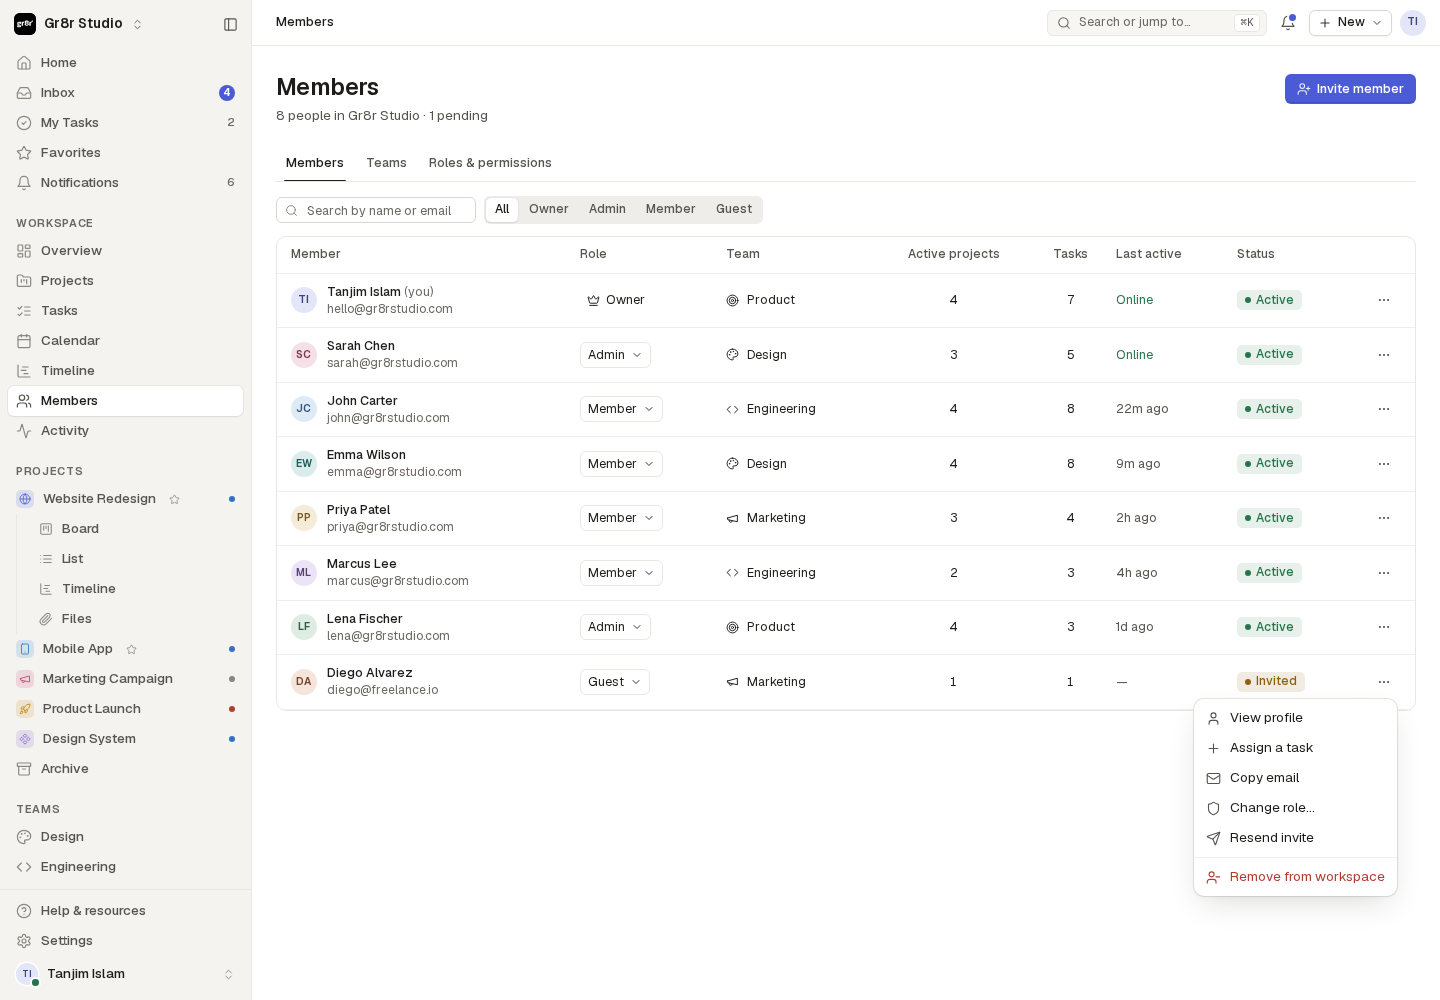 gr8r Gr8r Studio
Home
Inbox 4
My Tasks 2
Favorites
Notifications 6
WORKSPACE
Overview
Projects
Tasks
Calendar
Timeline
Members
Activity
PROJECTS
Website Redesign
Board
List
Timeline
Files
Mobile App
Marketing Campaign
Product Launch
Design System
Archive
TEAMS
Design
Engineering
Help & resources
Settings
TI Tanjim Islam
Members
Search or jump to... ⌘K
New
TI
Members
8 people in Gr8r Studio · 1 pending
Invite member
Members Teams Roles & permissions
Search by name or email
All Owner Admin Member Guest
Member Role Team Active projects Tasks Last active Status
TI Tanjim Islam (you) Owner Product 4 7 Online Active ···
hello@gr8rstudio.com
SC Sarah Chen Admin Design 3 5 Online Active ···
sarah@gr8rstudio.com
JC John Carter Member Engineering 4 8 22m ago Active ···
john@gr8rstudio.com
EW Emma Wilson Member Design 4 8 9m ago Active ···
emma@gr8rstudio.com
PP Priya Patel Member Marketing 3 4 2h ago Active ···
priya@gr8rstudio.com
ML Marcus Lee Member Engineering 2 3 4h ago Active ···
marcus@gr8rstudio.com
LF Lena Fischer Admin Product 4 3 1d ago Active ···
lena@gr8rstudio.com
DA Diego Alvarez Guest Marketing 1 1 — Invited ···
diego@freelance.io
View profile
Assign a task
Copy email
Change role...
Resend invite
Remove from workspace